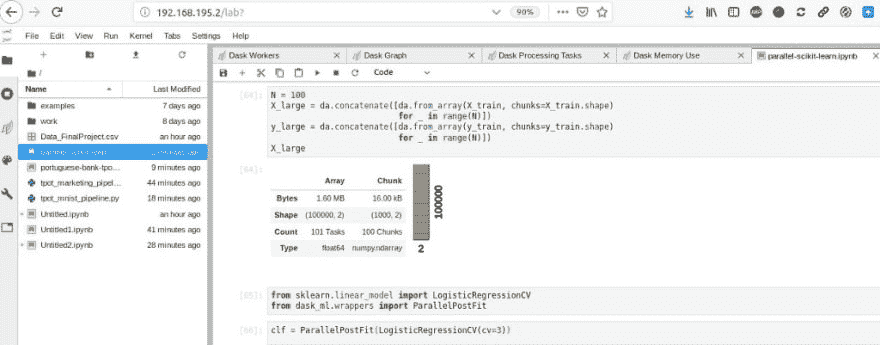 192.168.195.2/lab?
90%
File Edit View Run Kernel Tabs Settings Help
Dask Workers
Dask Graph
Dask Processing Tasks
Dask Memory Use
parallel-scikit-learn.ipynb
Code
/
Name Last Modified
examples 7 days ago
work 8 days ago
Data_FinalProject.csv an hour ago
portuguese-bank-tpo... 9 minutes ago
tpot_marketing_pipel... 44 minutes ago
tpot_mnist_pipeline.py 18 minutes ago
Untitled.ipynb an hour ago
Untitled1.ipynb 41 minutes ago
Untitled2.ipynb 28 minutes ago
[64]: N = 100
X_large = da.concatenate([da.from_array(X_train, chunks=X_train.shape)
for _ in range(N)])
y_large = da.concatenate([da.from_array(y_train, chunks=y_train.shape)
for _ in range(N)])
X_large
[64]:
Array Chunk
Bytes 1.60 MB 16.00 kB
Shape (100000, 2) (1000, 2)
Count 101 Tasks 100 Chunks
Type float64 numpy.ndarray
100000
2
[65]: from sklearn.linear_model import LogisticRegressionCV
from dask_ml.wrappers import ParallelPostFit
[66]: clf = ParallelPostFit(LogisticRegressionCV(cv=3))